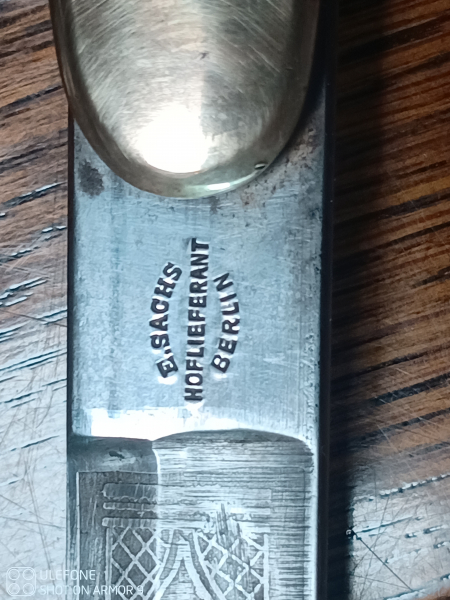 E. SACHS
HOFLIEFERANT
BERLIN
ULEFONE
SHOT ON ARMOR 9